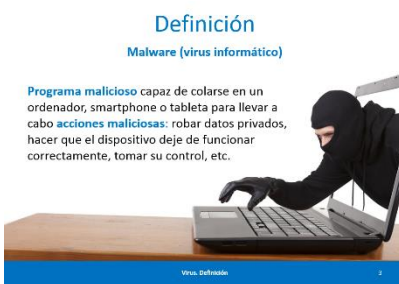 Definición
Malware (virus informático)
Programa malicioso capaz de colarse en un
ordenador, smartphone o tableta para llevar a
cabo acciones maliciosas: robar datos privados,
hacer que el dispositivo deje de funcionar
correctamente, tomar su control, etc.
Virus. Definición
2